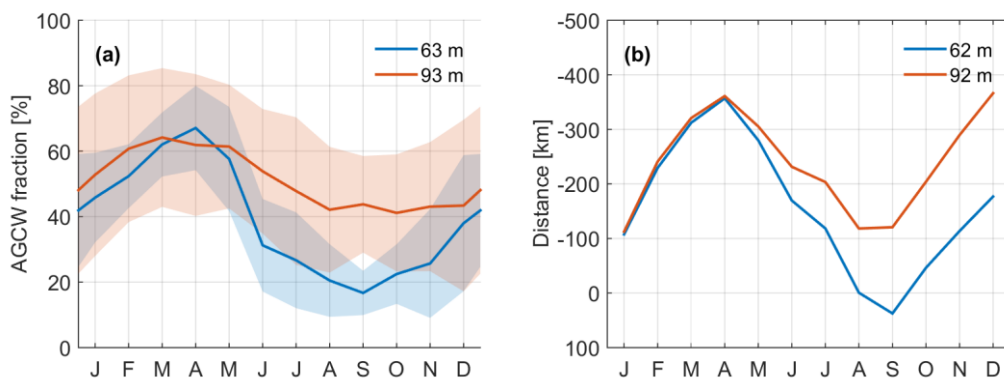 (a)
63 m
93 m
AGCW fraction [%]
100
80
60
40
20
0
J F M A M J J A S O N D
(b)
62 m
92 m
Distance [km]
-500
-400
-300
-200
-100
0
100
J F M A M J J A S O N D